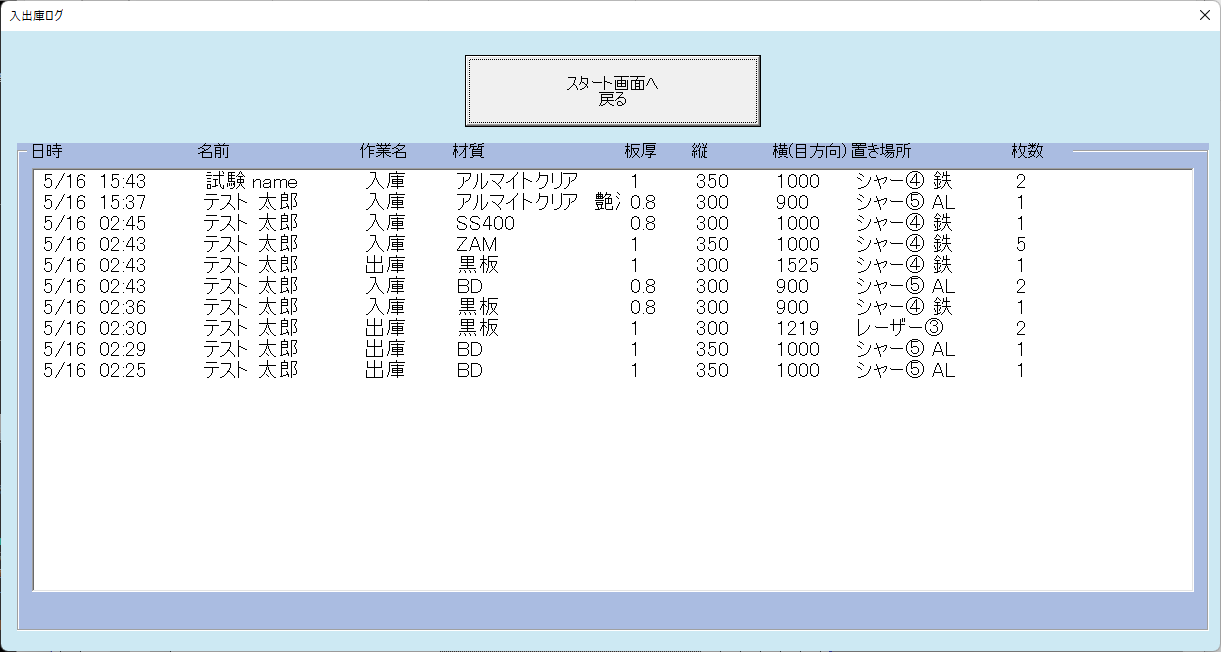 入出庫ログ
スタート画面へ
戻る
日時 名前 作業名 材質 板厚 縦 横(目方向) 置き場所 枚数
5/16 15:43 試験 name 入庫 アルマイトクリア 1 350 1000 シャー④ 鉄 2
5/16 15:37 テスト 太郎 入庫 アルマイトクリア 艶 0.8 300 900 シャー⑤ AL 1
5/16 02:45 テスト 太郎 入庫 SS400 0.8 300 1000 シャー④ 鉄 1
5/16 02:43 テスト 太郎 入庫 ZAM 1 350 1000 シャー④ 鉄 5
5/16 02:43 テスト 太郎 出庫 黒板 1 300 1525 シャー④ 鉄 1
5/16 02:43 テスト 太郎 入庫 BD 0.8 300 900 シャー⑤ AL 2
5/16 02:36 テスト 太郎 入庫 黒板 0.8 300 900 シャー④ 鉄 1
5/16 02:30 テスト 太郎 出庫 黒板 1 300 1219 レーザー③ 2
5/16 02:29 テスト 太郎 出庫 BD 1 350 1000 シャー⑤ AL 1
5/16 02:25 テスト 太郎 出庫 BD 1 350 1000 シャー⑤ AL 1